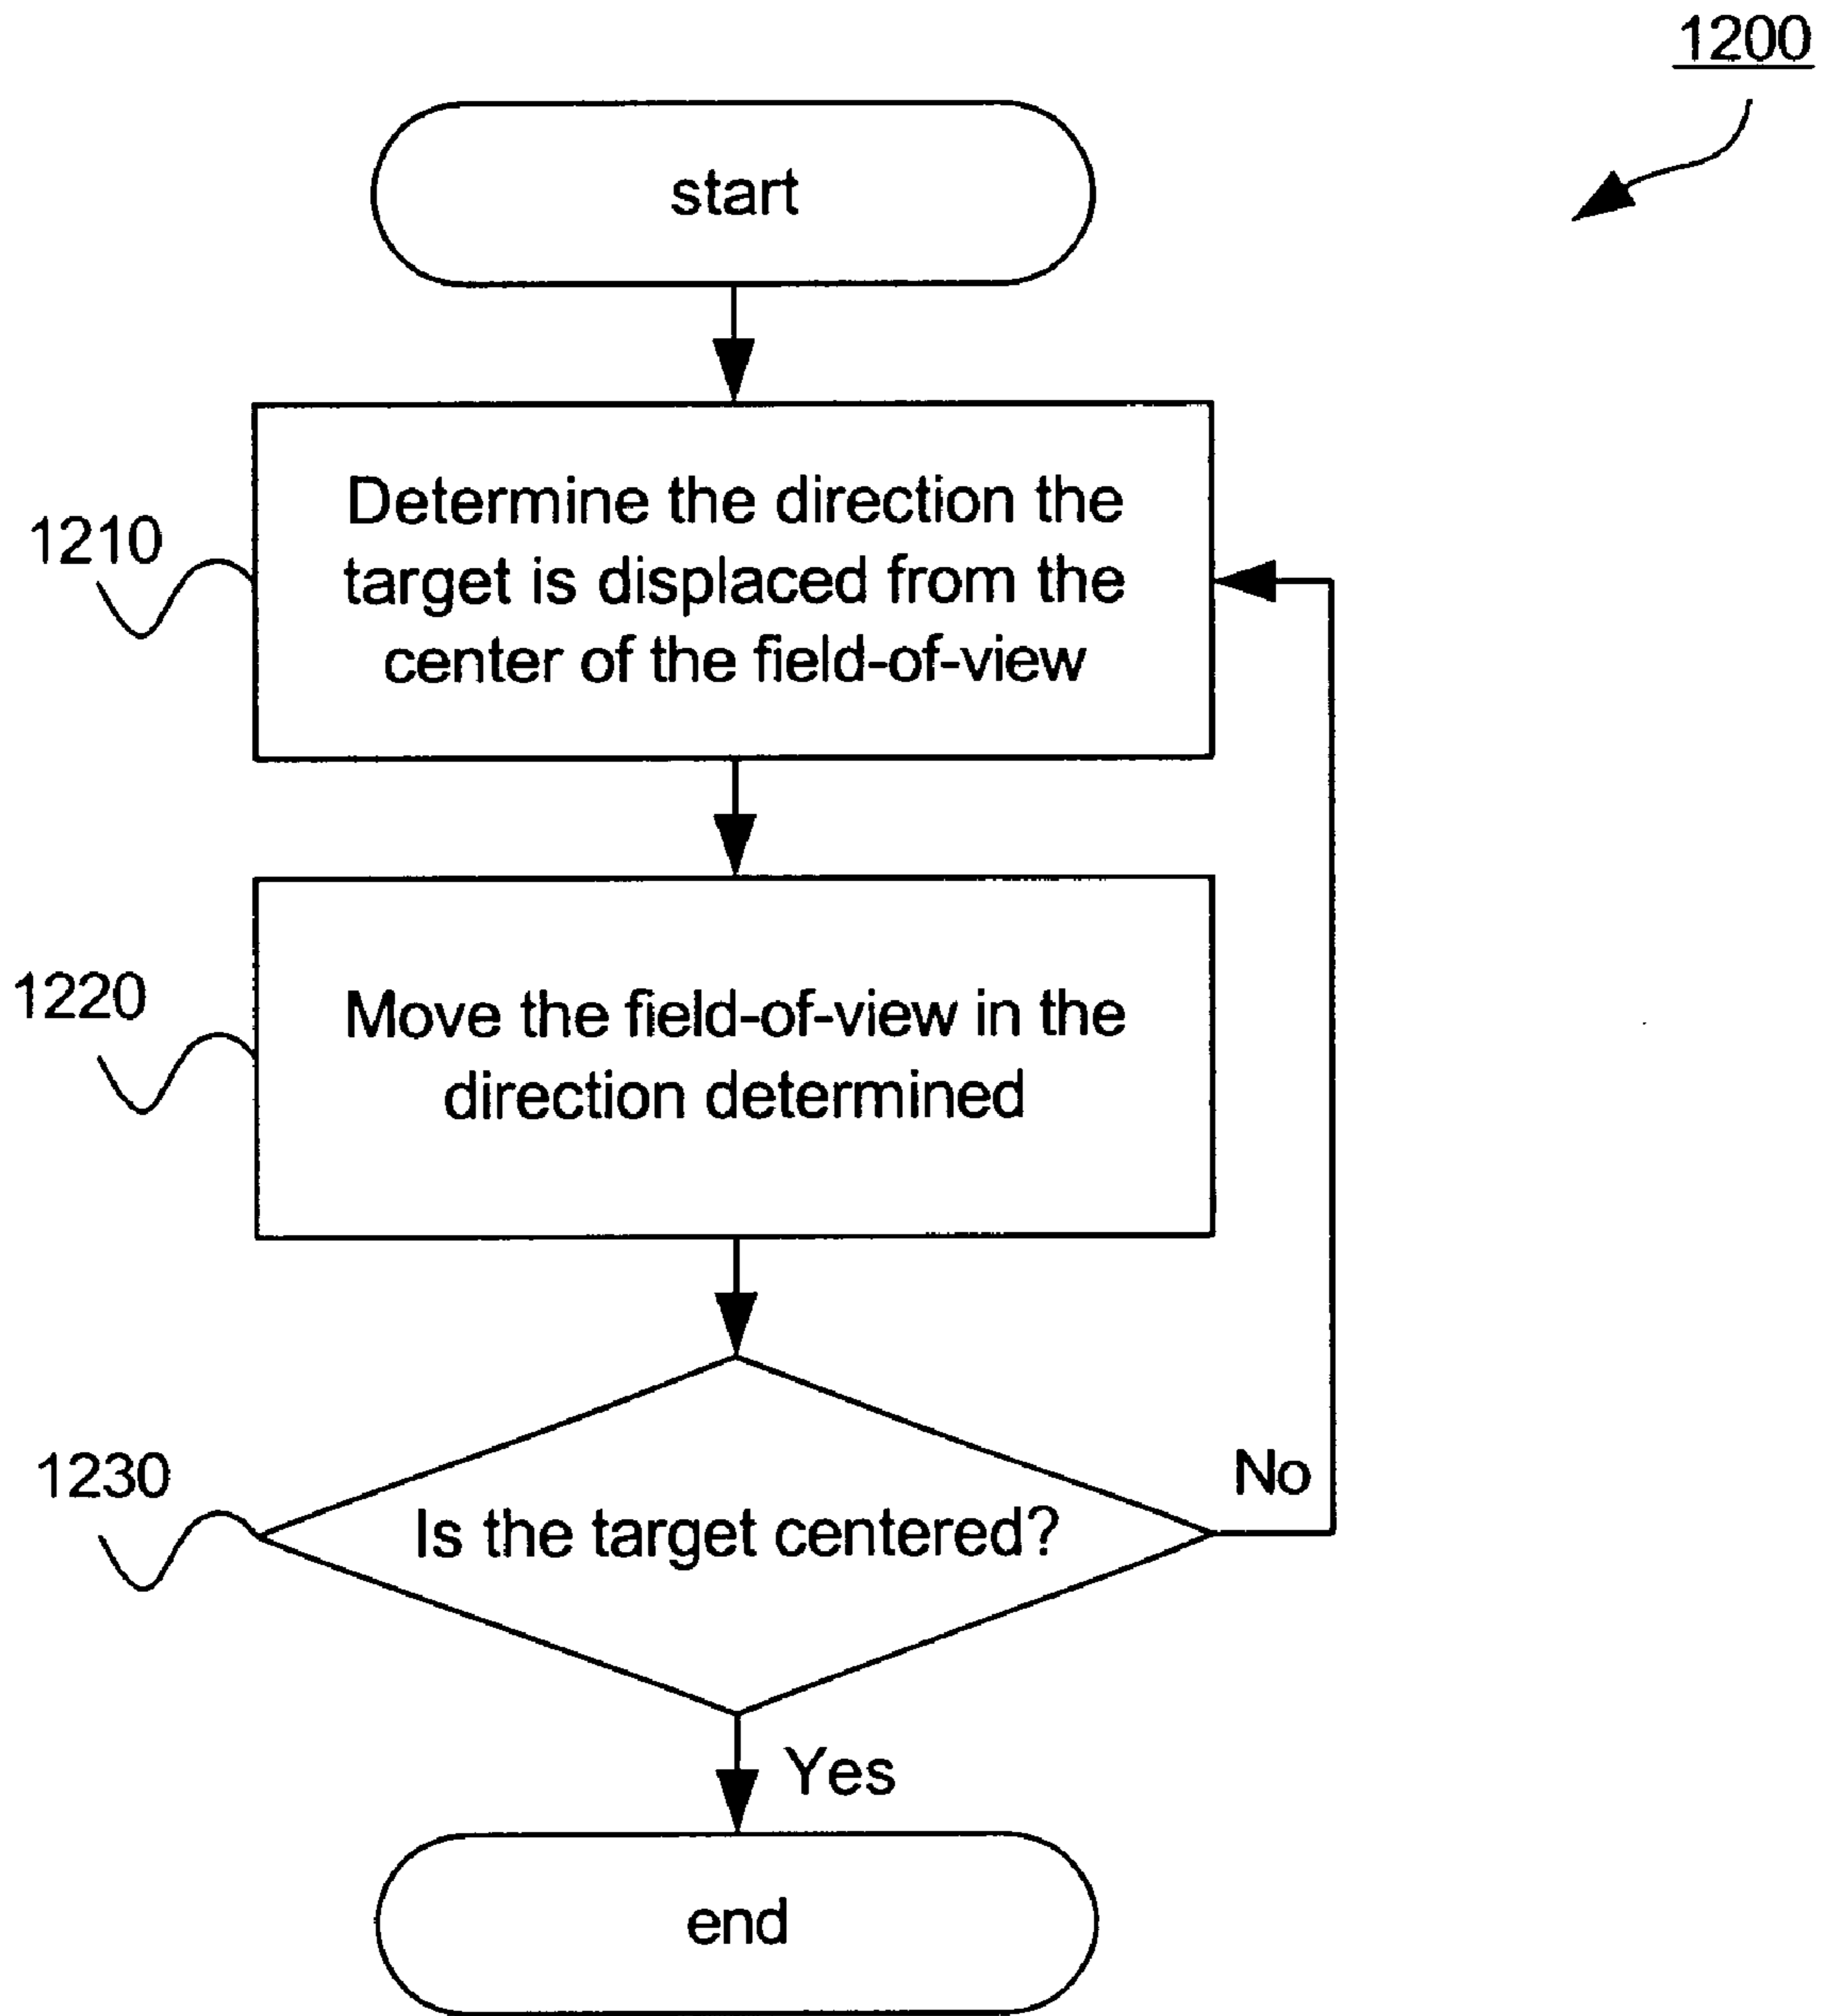 1200
start
1210
Determine the direction the
target is displaced from the
center of the field-of-view
1220
Move the field-of-view in the
direction determined
1230
Is the target centered?
No
Yes
end